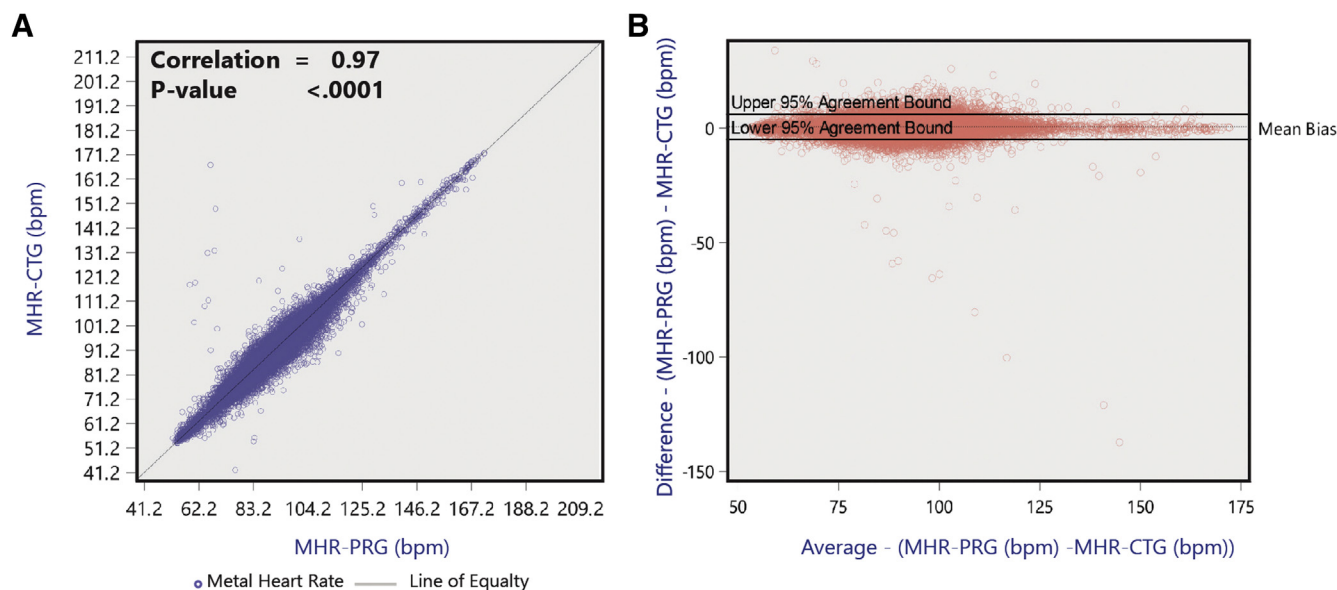 A
Correlation = 0.97
P-value <.0001
211.2
201.2
191.2
181.2
171.2
161.2
151.2
141.2
131.2
121.2
111.2
101.2
91.2
81.2
71.2
61.2
51.2
41.2
MHR-CTG (bpm)
41.2 62.2 83.2 104.2 125.2 146.2 167.2 188.2 209.2
MHR-PRG (bpm)
Metal Heart Rate Line of Equalty
B
Difference - (MHR-PRG (bpm) - MHR-CTG (bpm))
Upper 95% Agreement Bound
Lower 95% Agreement Bound
Mean Bias
0
-50
-100
-150
50 75 100 125 150 175
Average - (MHR-PRG (bpm) -MHR-CTG (bpm))